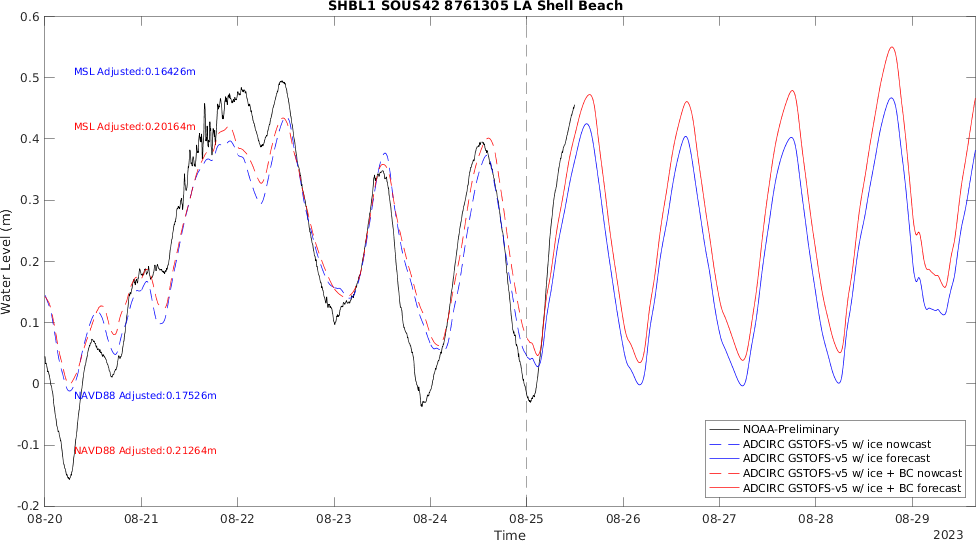 SHBL1 SOUS42 8761305 LA Shell Beach
0.6
0.5
0.4
0.3
0.2
0.1
0
-0.1
-0.2
Water Level (m)
MSL Adjusted:0.16426m
MSL Adjusted:0.20164m
NAVD88 Adjusted:0.17526m
NAVD88 Adjusted:0.21264m
NOAA-Preliminary
ADCIRC GSTOFS-v5 w/ ice nowcast
ADCIRC GSTOFS-v5 w/ ice forecast
ADCIRC GSTOFS-v5 w/ ice + BC nowcast
ADCIRC GSTOFS-v5 w/ ice + BC forecast
08-20 08-21 08-22 08-23 08-24 08-25 08-26 08-27 08-28 08-29
Time
2023